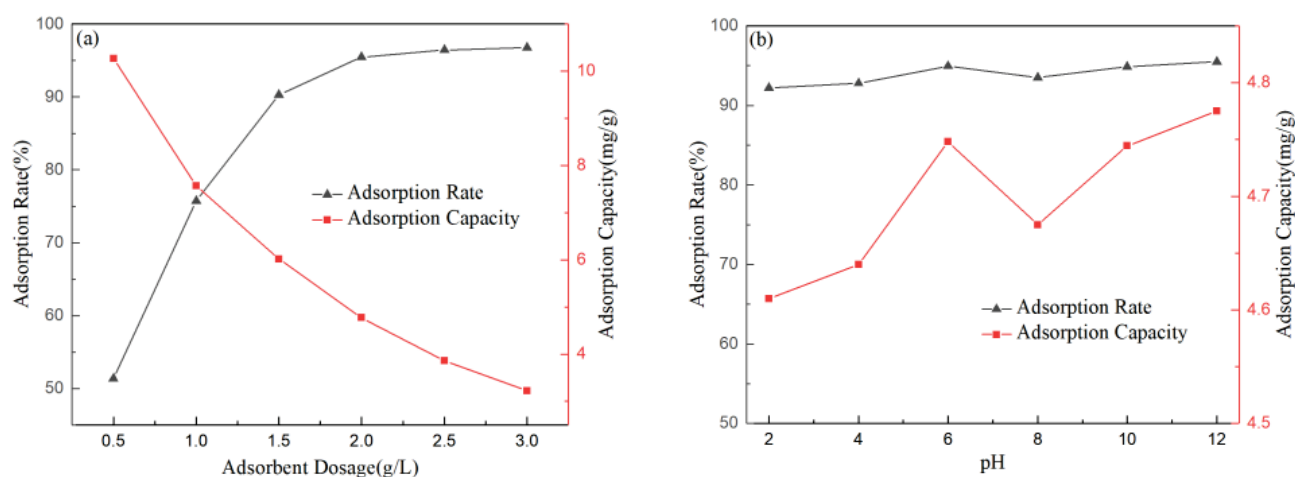 (a)
100
90
80
70
60
50
Adsorption Rate(%)
0.5 1.0 1.5 2.0 2.5 3.0
Adsorbent Dosage(g/L)
Adsorption Rate
Adsorption Capacity
10
8
6
4
Adsorption Capacity(mg/g)
(b)
100
90
80
70
60
50
Adsorption Rate(%)
2 4 6 8 10 12
pH
Adsorption Rate
Adsorption Capacity
4.8
4.7
4.6
4.5
Adsorption Capacity(mg/g)